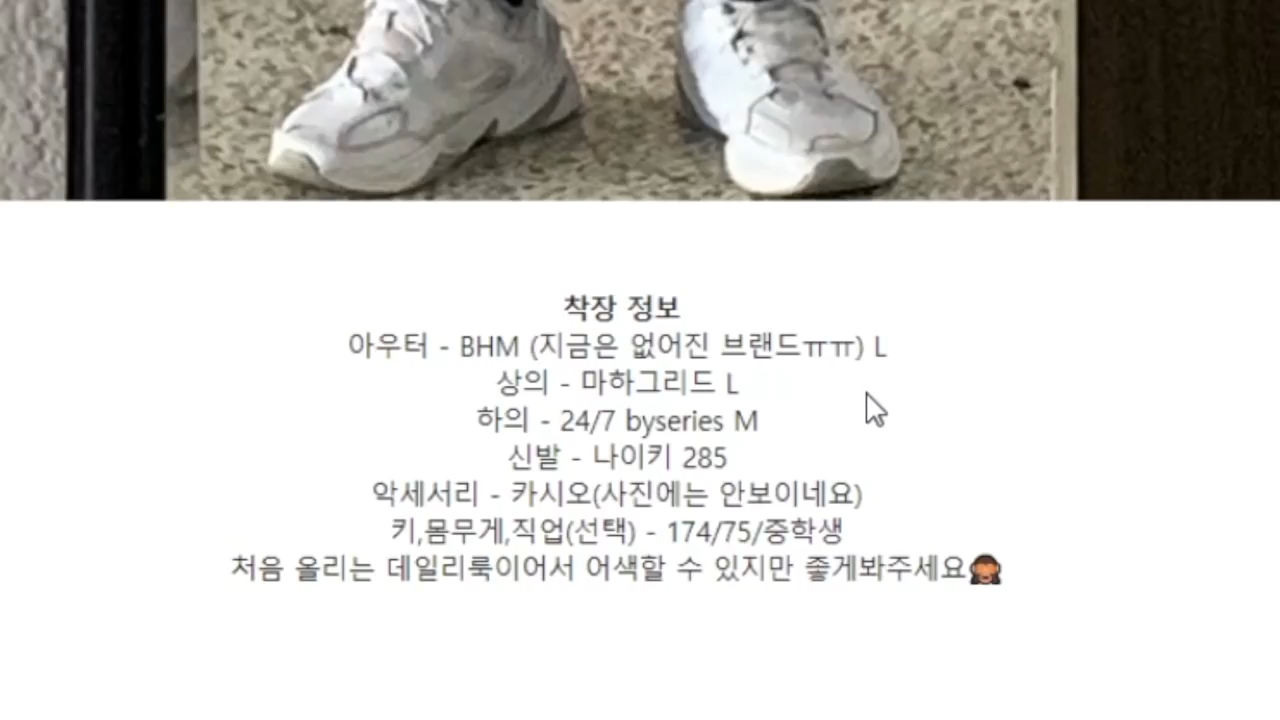 착장 정보
아우터 - BHM (지금은 없어진 브랜드ㅠㅠ) L
상의 - 마하그리드 L
하의 - 24/7 byseries M
신발 - 나이키 285
악세서리 - 카시오(사진에는 안보이네요)
키,몸무게,직업(선택) - 174/75/중학생
처음 올리는 데일리룩이어서 어색할 수 있지만 좋게봐주세요🙉